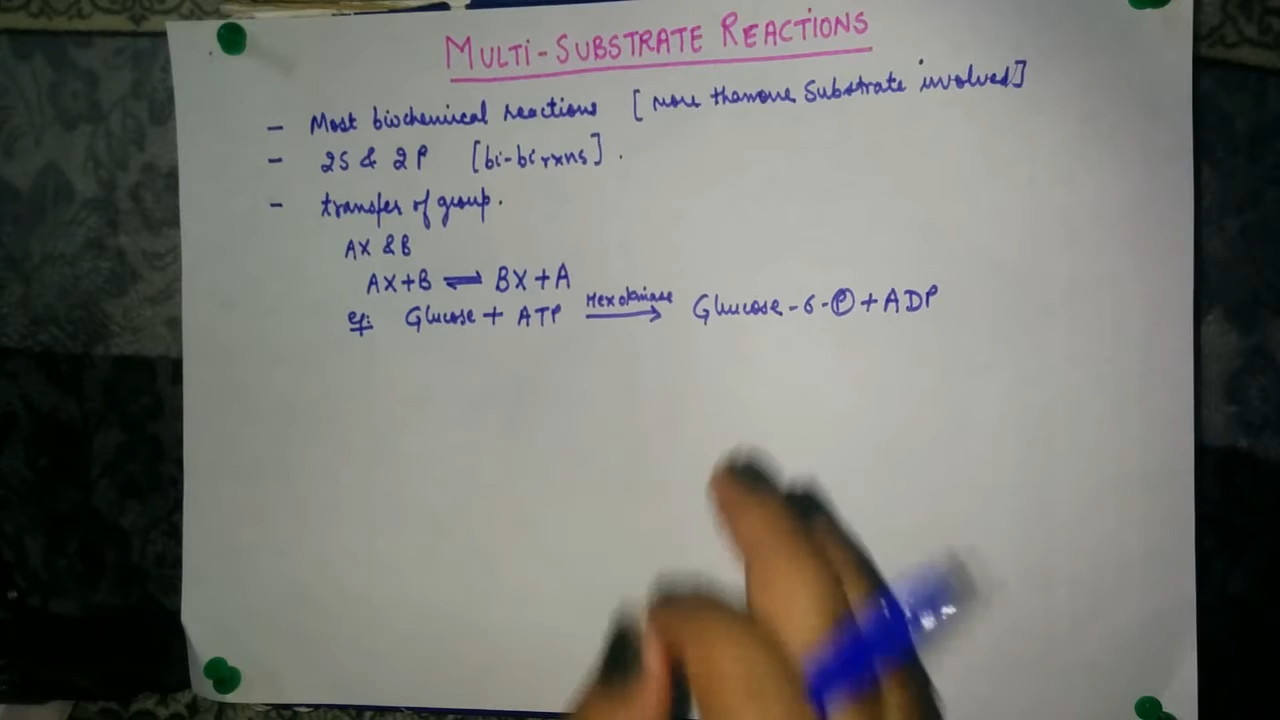 MULTI-SUBSTRATE REACTIONS
- Most biochemical reactions [more than one substrate involved]
- 2S & 2P [bi-bi rxns].
- transfer of group.
AX & B
AX+B ⇌ BX+A
eg: Glucose + ATP Hexokinase → Glucose-6-Ⓟ + ADP